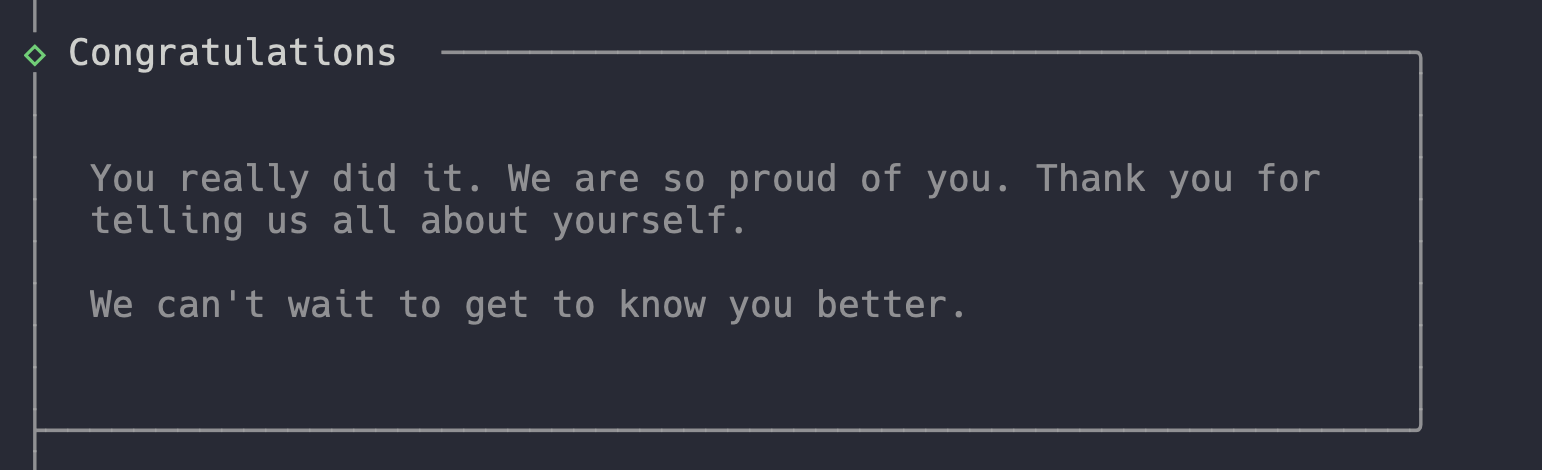 Congratulations
You really did it. We are so proud of you. Thank you for
telling us all about yourself.
We can't wait to get to know you better.